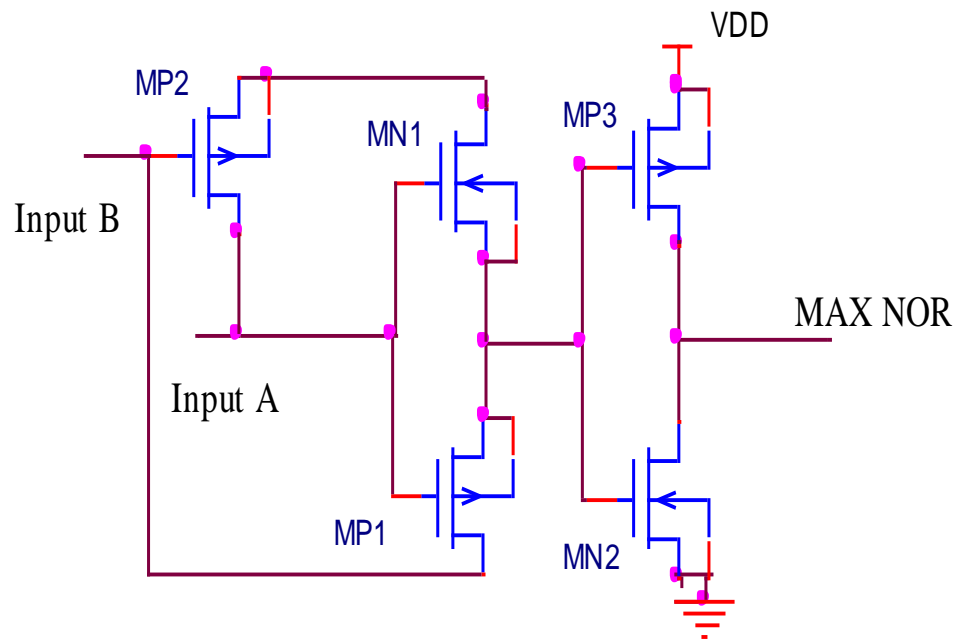 VDD
MP2
MP3
MN1
Input B
MAX NOR
Input A
MP1
MN2